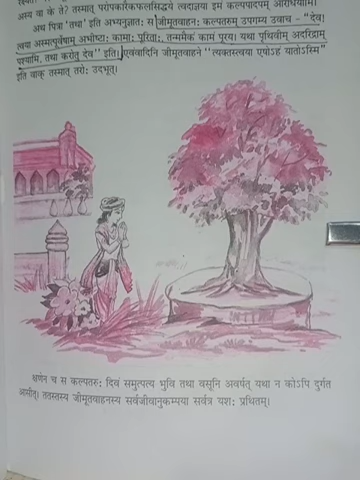 अस्य वा के ते? तस्मात् परोपकारैकफलसिद्धये त्वदाज्ञया इमं कल्पपादपम् आराधयामि।
अथ पित्रा 'तथा' इति अभ्यनुज्ञातः स जीमूतवाहनः कल्पतरुम् उपगम्य उवाच - "देव!
त्वया अस्मत्पूर्वेषाम् अभीष्टाः कामाः पूरिताः, तन्ममैकं कामं पूरय। यथा पृथिवीम् अदरिद्राम्
पश्यामि, तथा करोतु देव" इति। एवंवादिनि जीमूतवाहने "त्यक्तस्त्वया एषोऽहं यातोऽस्मि"
इति वाक् तस्मात् तरोः उदभूत्।
क्षणेन च स कल्पतरुः दिवं समुत्पत्य भुवि तथा वसूनि अवर्षत् यथा न कोऽपि दुर्गत
आसीत्। ततस्तस्य जीमूतवाहनस्य सर्वजीवानुकम्पया सर्वत्र यशः प्रथितम्।